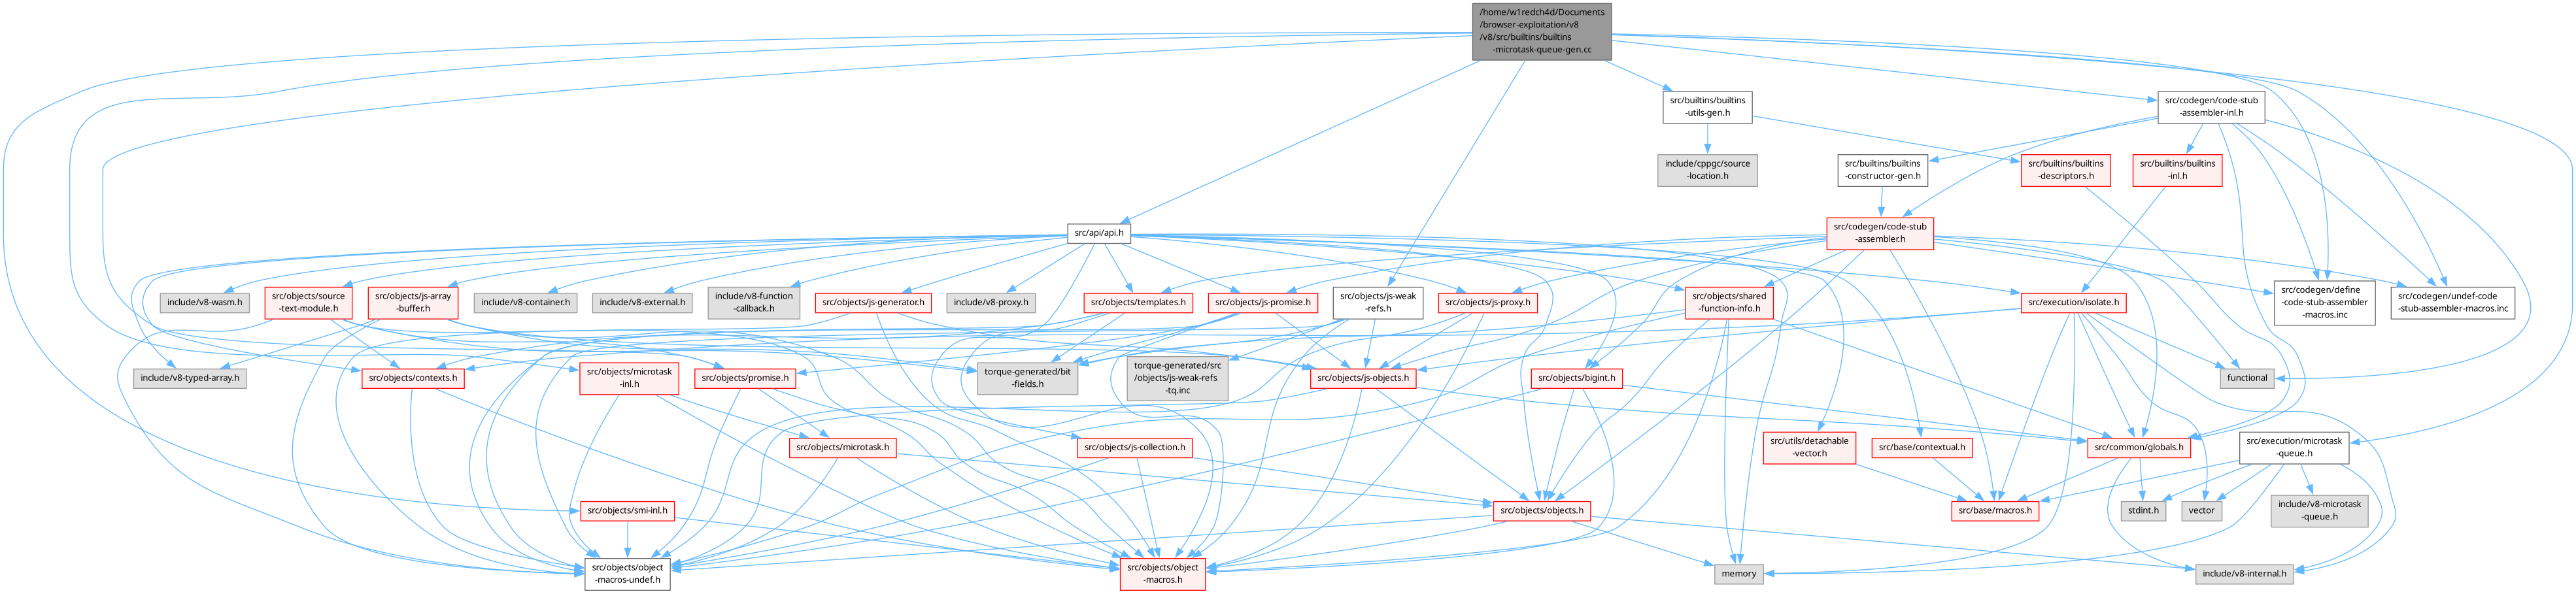 /home/w1redch4d/Documents
/browser-exploitation/v8
/v8/src/builtins/builtins
-microtask-queue-gen.cc
src/builtins/builtins
-utils-gen.h
src/codegen/code-stub
-assembler-inl.h
include/cppgc/source
-location.h
src/builtins/builtins
-constructor-gen.h
src/builtins/builtins
-descriptors.h
src/builtins/builtins
-inl.h
src/api/api.h
src/codegen/code-stub
-assembler.h
include/v8-wasm.h
src/objects/source
-text-module.h
src/objects/js-array
-buffer.h
include/v8-container.h
include/v8-external.h
include/v8-function
-callback.h
src/objects/js-generator.h
include/v8-proxy.h
src/objects/templates.h
src/objects/js-promise.h
src/objects/js-weak
-refs.h
src/objects/js-proxy.h
src/objects/shared
-function-info.h
src/execution/isolate.h
src/codegen/define
-code-stub-assembler
-macros.inc
src/codegen/undef-code
-stub-assembler-macros.inc
include/v8-typed-array.h
src/objects/contexts.h
src/objects/microtask
-inl.h
src/objects/promise.h
torque-generated/bit
-fields.h
torque-generated/src
/objects/js-weak-refs
-tq.inc
src/objects/js-objects.h
src/objects/bigint.h
functional
src/objects/microtask.h
src/objects/js-collection.h
src/utils/detachable
-vector.h
src/base/contextual.h
src/common/globals.h
src/execution/microtask
-queue.h
src/objects/smi-inl.h
src/objects/objects.h
src/base/macros.h
stdint.h
vector
include/v8-microtask
-queue.h
src/objects/object
-macros-undef.h
src/objects/object
-macros.h
memory
include/v8-internal.h